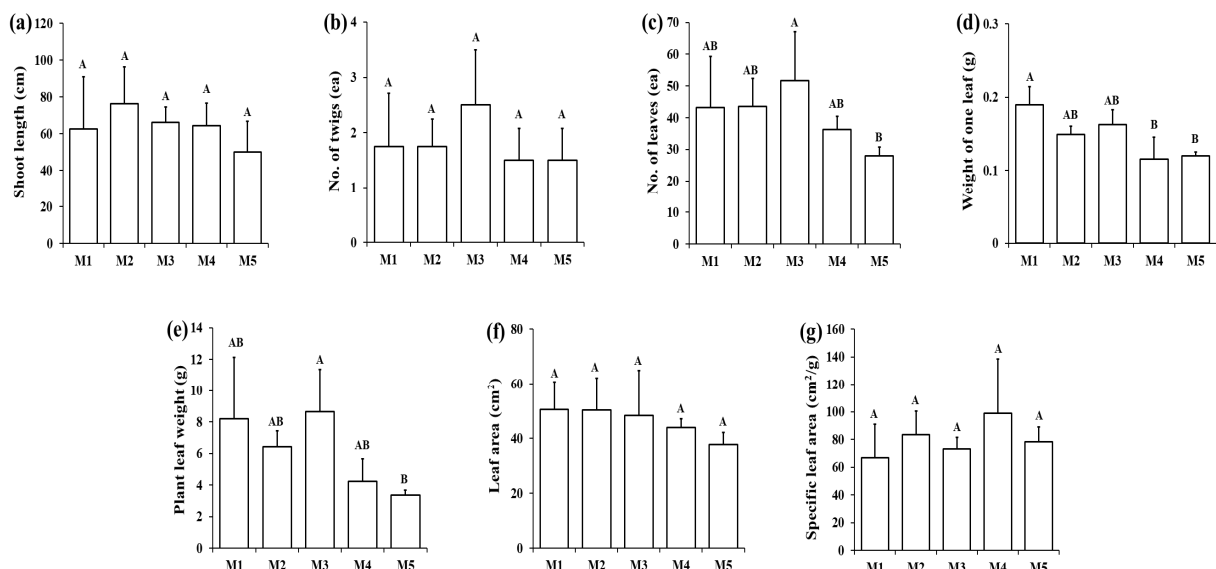 (a)
Shoot length (cm)
120
100
80
60
40
20
0
A
A
A
A
A
M1 M2 M3 M4 M5
(b)
No. of twigs (ea)
4
3
2
1
0
A
A
A
A
A
M1 M2 M3 M4 M5
(c)
No. of leaves (ea)
70
60
50
40
30
20
10
0
AB
AB
A
AB
B
M1 M2 M3 M4 M5
(d)
Weight of one leaf (g)
0.3
0.2
0.1
0
A
AB
AB
B
B
M1 M2 M3 M4 M5
(e)
Plant leaf weight (g)
14
12
10
8
6
4
2
0
AB
AB
A
AB
B
M1 M2 M3 M4 M5
(f)
Leaf area (cm²)
80
60
40
20
0
A
A
A
A
A
M1 M2 M3 M4 M5
(g)
Specific leaf area (cm²/g)
160
140
120
100
80
60
40
20
0
A
A
A
A
A
M1 M2 M3 M4 M5